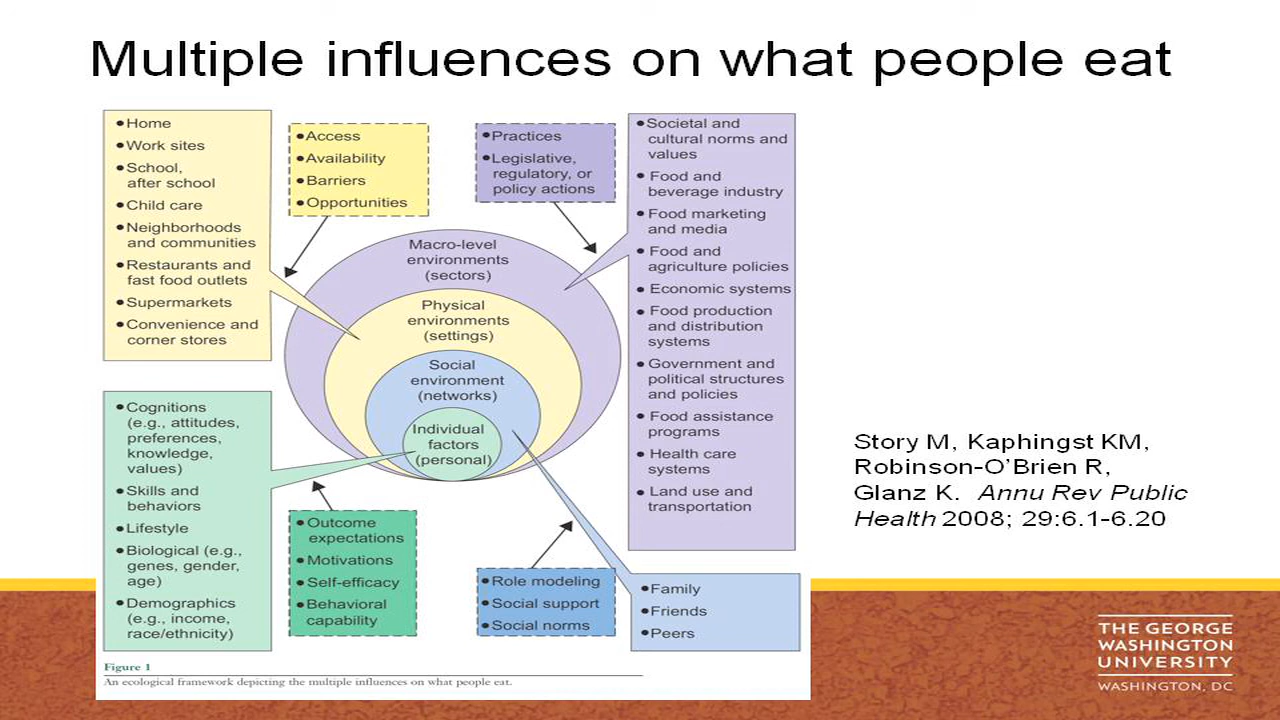 Multiple influences on what people eat
• Home
• Work sites
• School,
after school
• Child care
• Neighborhoods
and communities
• Restaurants and
fast food outlets
• Supermarkets
• Convenience and
corner stores
• Access
• Availability
• Barriers
• Opportunities
• Practices
• Legislative,
regulatory, or
policy actions
• Societal and
cultural norms and
values
• Food and
beverage industry
• Food marketing
and media
• Food and
agriculture policies
• Economic systems
• Food production
and distribution
systems
• Government and
political structures
and policies
• Food assistance
programs
• Health care
systems
• Land use and
transportation
Macro-level
environments
(sectors)
Physical
environments
(settings)
Social
environment
(networks)
Individual
factors
(personal)
• Cognitions
(e.g., attitudes,
preferences,
knowledge,
values)
• Skills and
behaviors
• Lifestyle
• Biological (e.g.,
genes, gender,
age)
• Demographics
(e.g., income,
race/ethnicity)
• Outcome
expectations
• Motivations
• Self-efficacy
• Behavioral
capability
• Role modeling
• Social support
• Social norms
• Family
• Friends
• Peers
Figure 1
An ecological framework depicting the multiple influences on what people eat.
Story M, Kaphingst KM,
Robinson-O'Brien R,
Glanz K. Annu Rev Public
Health 2008; 29:6.1-6.20
THE GEORGE
WASHINGTON
UNIVERSITY
WASHINGTON, DC